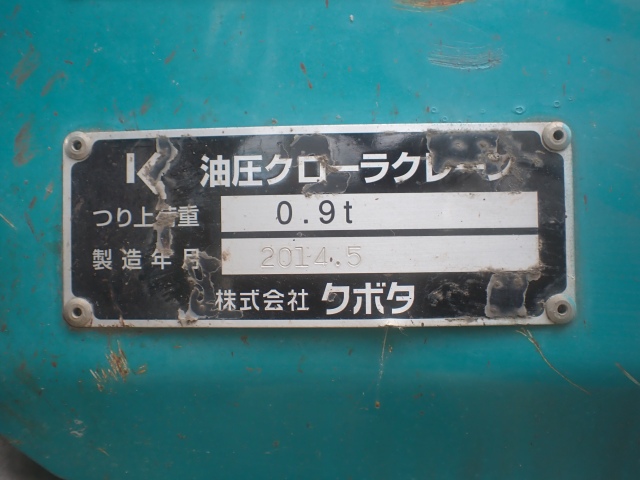 K 油圧クローラクレーン
つり上荷重 0.9t
製造年月 2014.5
株式会社 クボタ